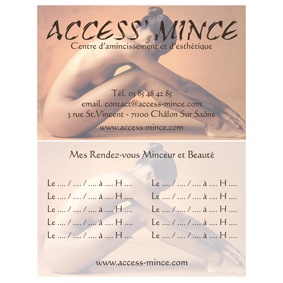 ACCESS' MINCE
Centre d'amincissement et d'esthétique
Tél. 03 85 48 42 85
email. contact@access-mince.com
3 rue St.Vincent - 71100 Châlon Sur Saône
www.access-mince.com
Mes Rendez-vous Minceur et Beauté
Le .... / .... / .... à .... H .... Le .... / .... / .... à .... H ....
Le .... / .... / .... à .... H .... Le .... / .... / .... à .... H ....
Le .... / .... / .... à .... H .... Le .... / .... / .... à .... H ....
Le .... / .... / .... à .... H .... Le .... / .... / .... à .... H ....
Le .... / .... / .... à .... H .... Le .... / .... / .... à .... H ....
www.access-mince.com